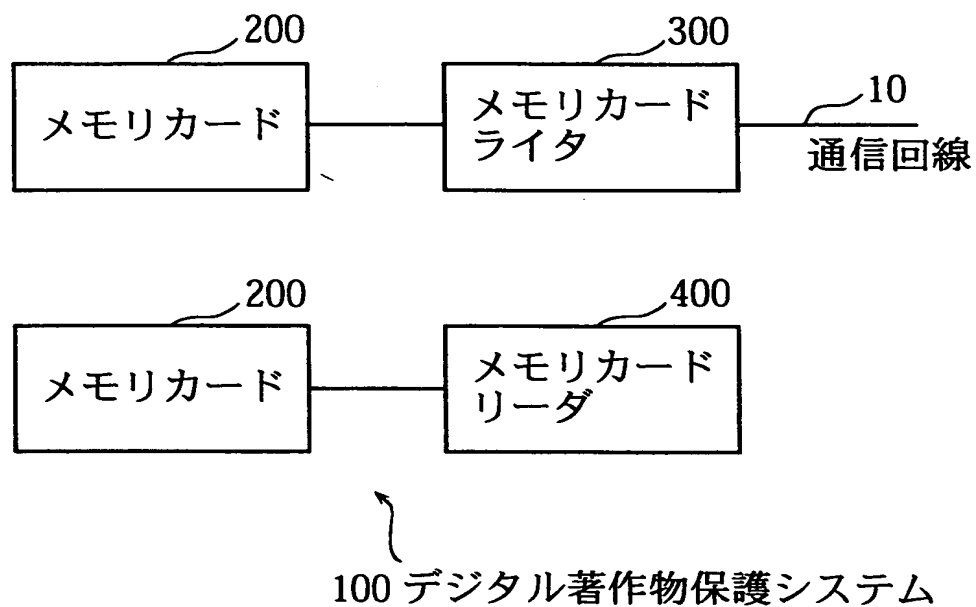 200
300
メモリカード
メモリカード
ライタ
10
通信回線
200
400
メモリカード
メモリカード
リーダ
100 デジタル著作物保護システム